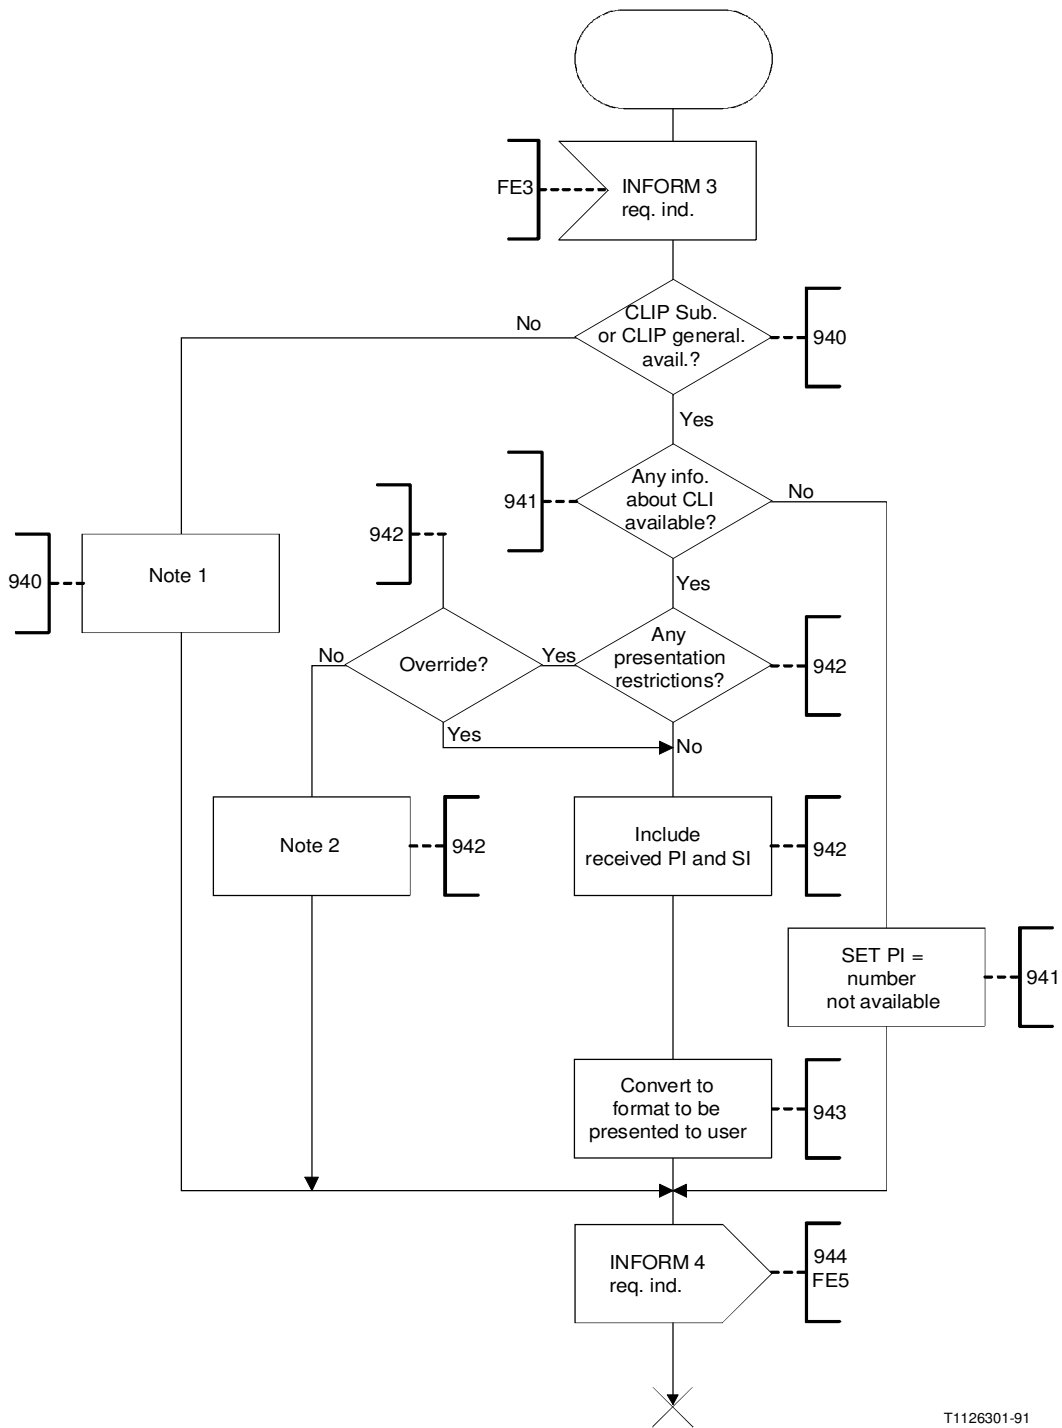 FE3
INFORM 3
req. ind.
No
CLIP Sub.
or CLIP general.
avail.?
940
Yes
941
Any info.
about CLI
available?
No
942
940
Note 1
Yes
No
Override?
Yes
Any
presentation
restrictions?
942
Yes
No
Note 2
942
Include
received PI and SI
942
SET PI =
number
not available
941
Convert to
format to be
presented to user
943
INFORM 4
req. ind.
944
FE5
T1126301-91